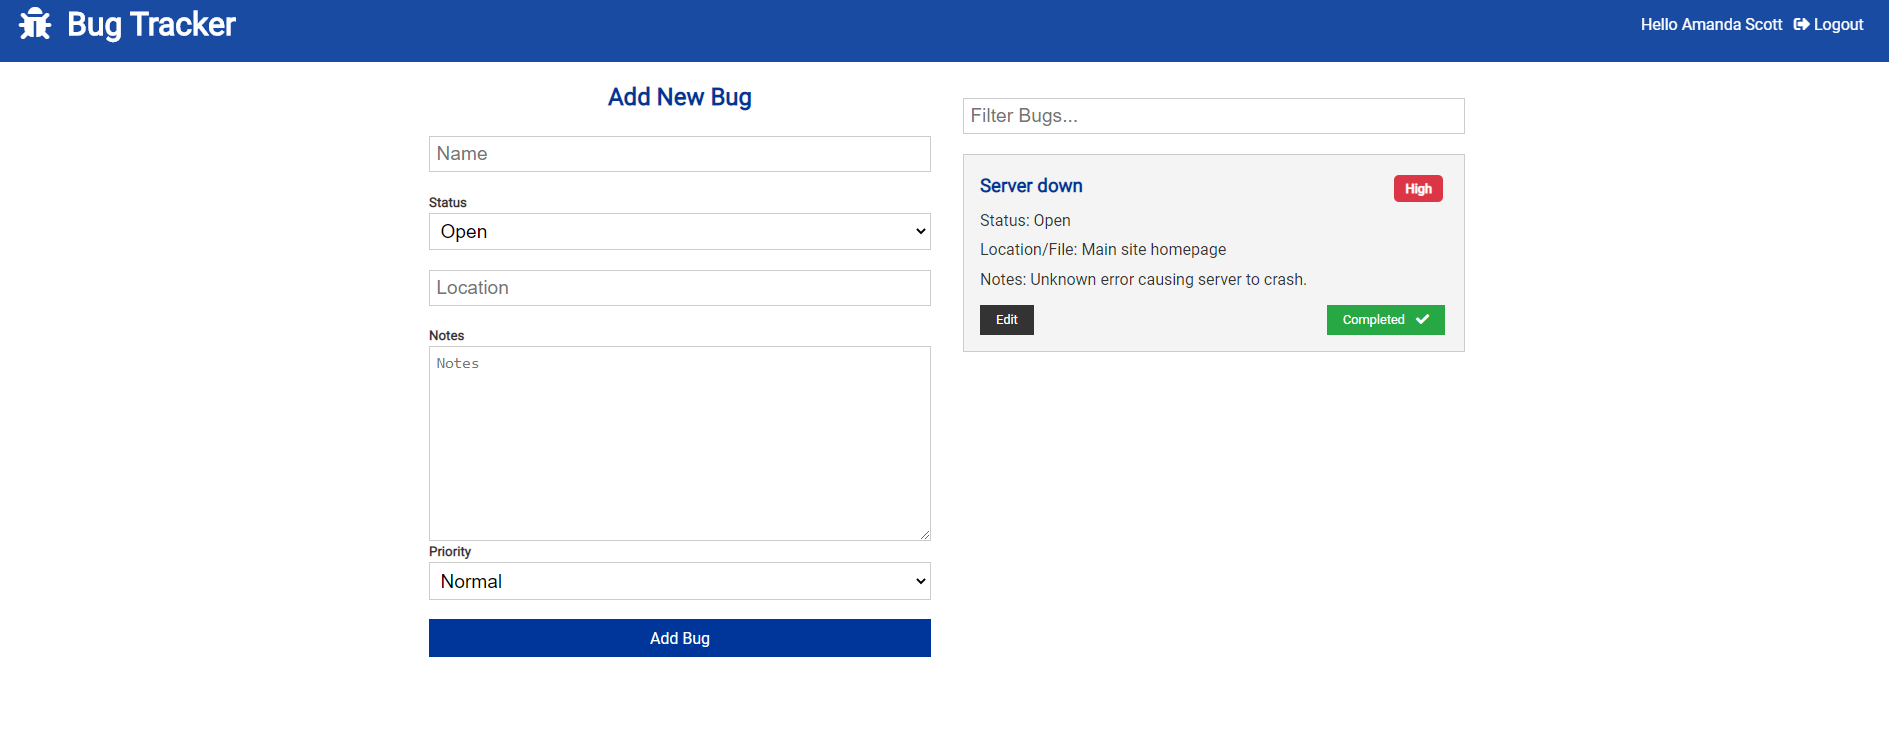 Bug Tracker
Hello Amanda Scott Logout
Add New Bug
Name
Status
Open
Location
Notes
Notes
Priority
Normal
Add Bug
Filter Bugs...
Server down
High
Status: Open
Location/File: Main site homepage
Notes: Unknown error causing server to crash.
Edit
Completed